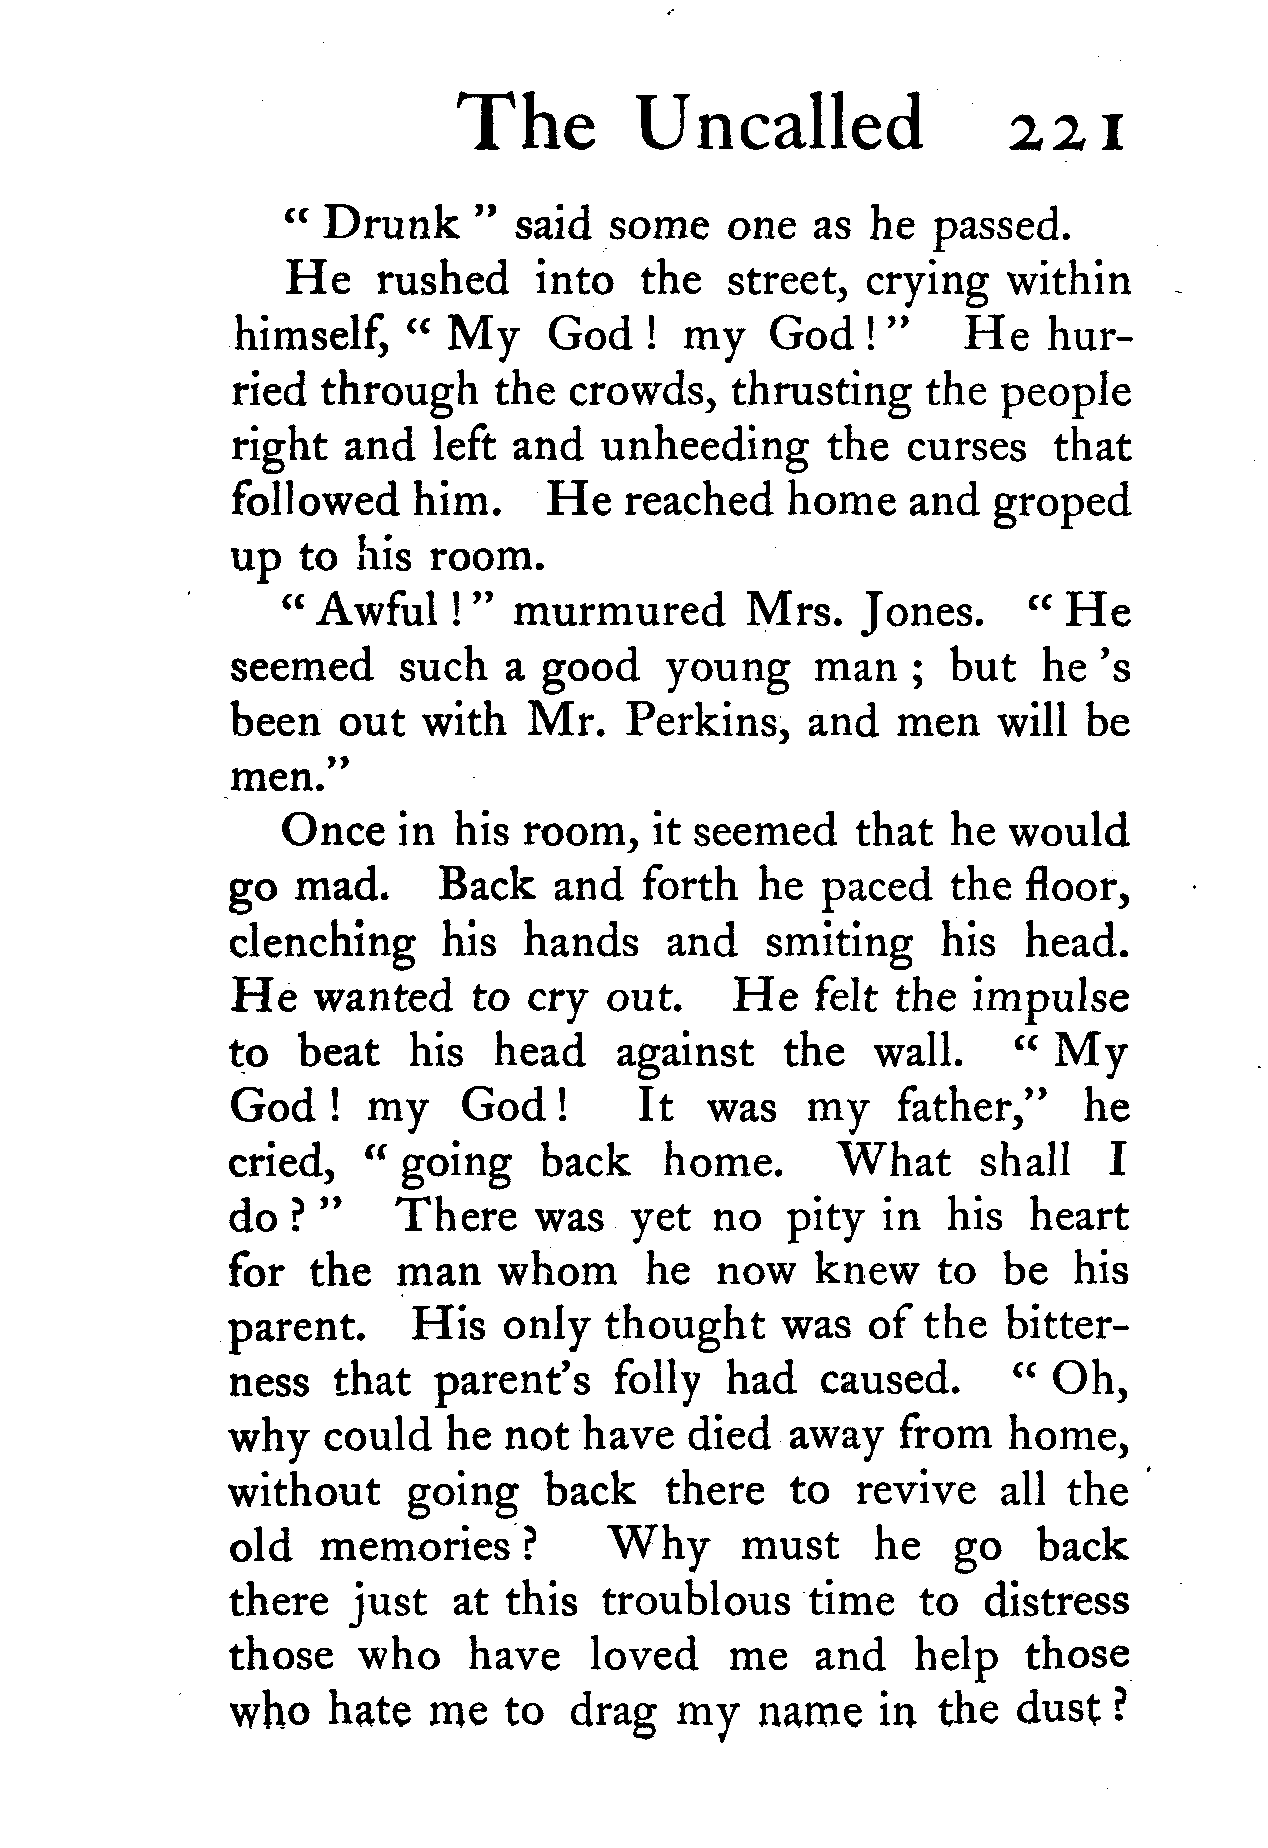 The Uncalled 221
“ Drunk ” said some one as he passed.
He rushed into the street, crying within
himself, “ My God ! my God ! ” He hur-
ried through the crowds, thrusting the people
right and left and unheeding the curses that
followed him. He reached home and groped
up to his room.
“ Awful ! ” murmured Mrs. Jones. “ He
seemed such a good young man ; but he ’s
been out with Mr. Perkins, and men will be
men.”
Once in his room, it seemed that he would
go mad. Back and forth he paced the floor,
clenching his hands and smiting his head.
He wanted to cry out. He felt the impulse
to beat his head against the wall. “ My
God ! my God ! It was my father,” he
cried, “ going back home. What shall I
do ? ” There was yet no pity in his heart
for the man whom he now knew to be his
parent. His only thought was of the bitter-
ness that parent’s folly had caused. “ Oh,
why could he not have died away from home,
without going back there to revive all the
old memories ? Why must he go back
there just at this troublous time to distress
those who have loved me and help those
who hate me to drag my name in the dust ?